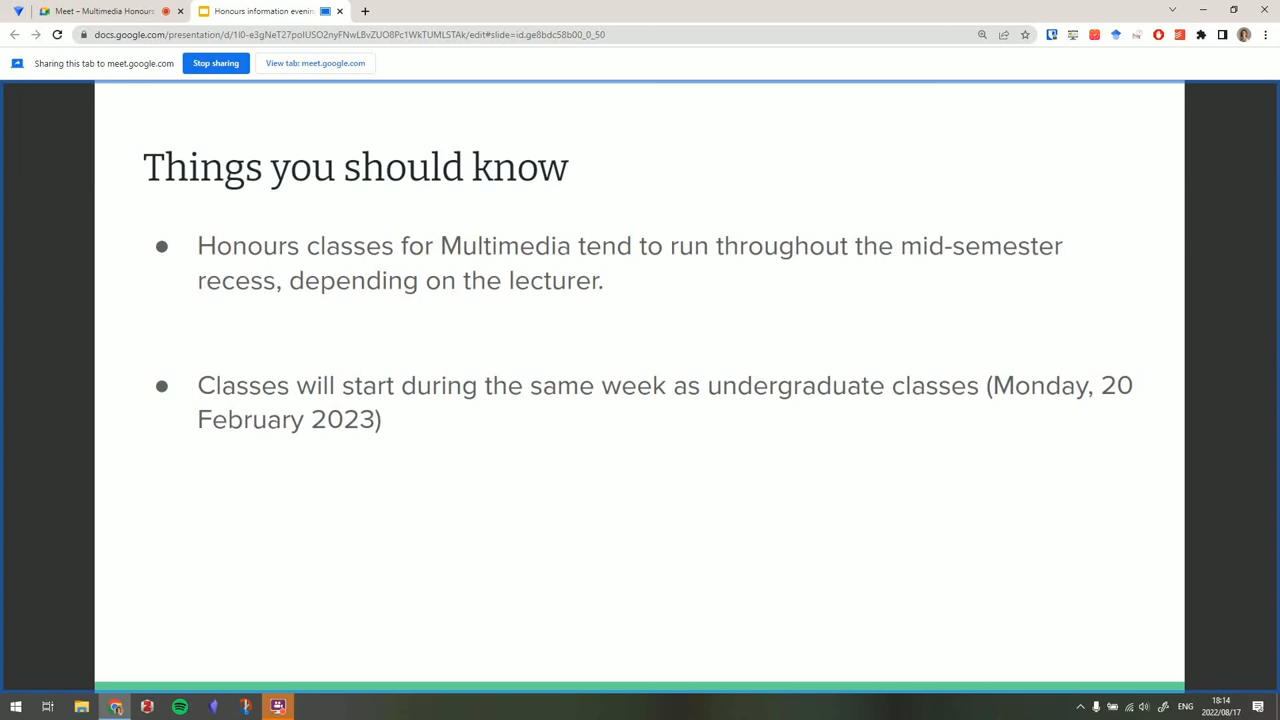 Meet – Multimedia Honours
Honours information evenin
docs.google.com/presentation/d/1I0-e3gNeT27poIUSO2nyFNwLBvZUO8Pc1WkTUMLSTAk/edit#slide=id.ge8bdc58b00_0_50
Sharing this tab to meet.google.com
Stop sharing
View tab: meet.google.com
Things you should know
● Honours classes for Multimedia tend to run throughout the mid-semester
recess, depending on the lecturer.
● Classes will start during the same week as undergraduate classes (Monday, 20
February 2023)
ENG
18:14
2022/08/17